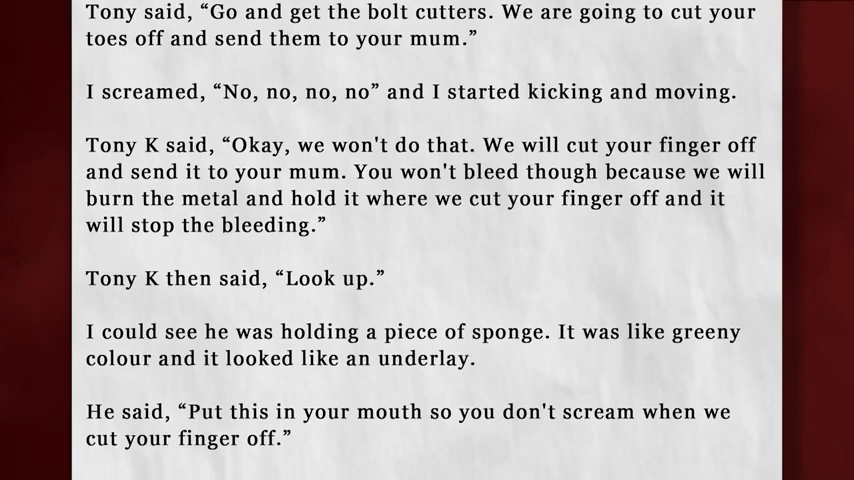 Tony said, “Go and get the bolt cutters. We are going to cut your
toes off and send them to your mum.”
I screamed, “No, no, no, no” and I started kicking and moving.
Tony K said, “Okay, we won't do that. We will cut your finger off
and send it to your mum. You won't bleed though because we will
burn the metal and hold it where we cut your finger off and it
will stop the bleeding.”
Tony K then said, “Look up.”
I could see he was holding a piece of sponge. It was like greeny
colour and it looked like an underlay.
He said, “Put this in your mouth so you don't scream when we
cut your finger off.”